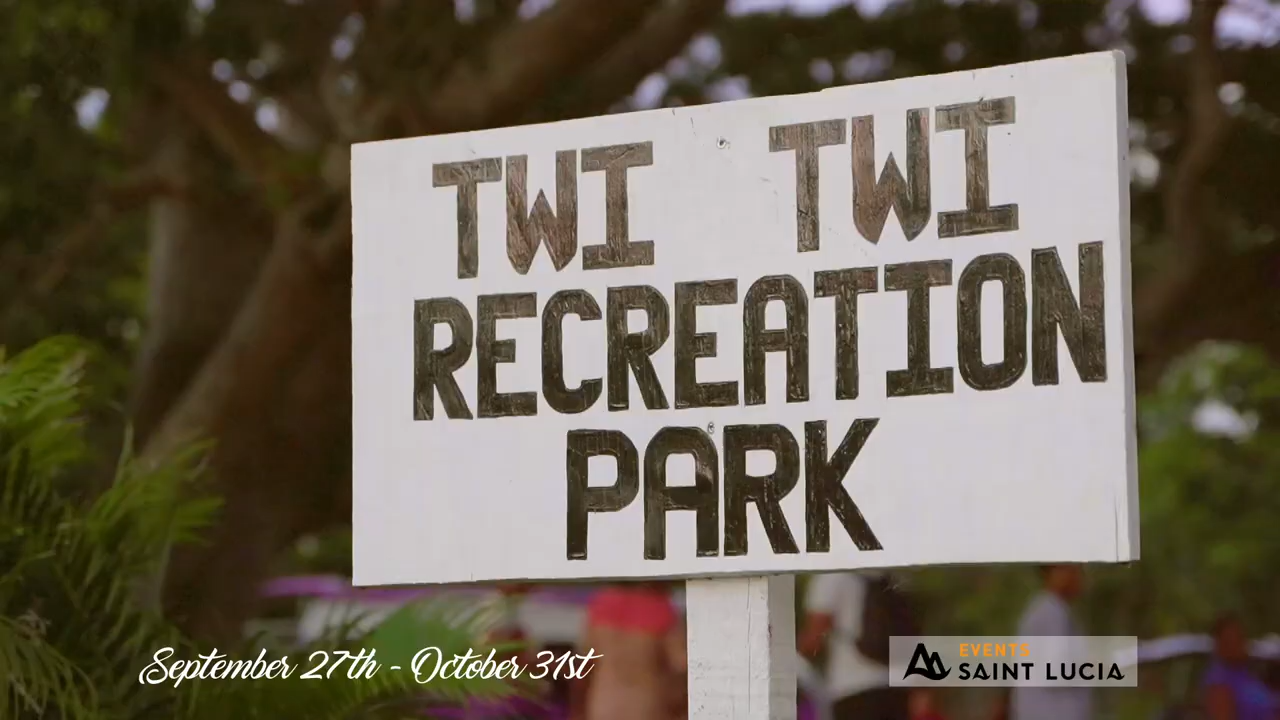 TWI TWI
RECREATION
PARK
September 27th - October 31st
EVENTS
SAINT LUCIA